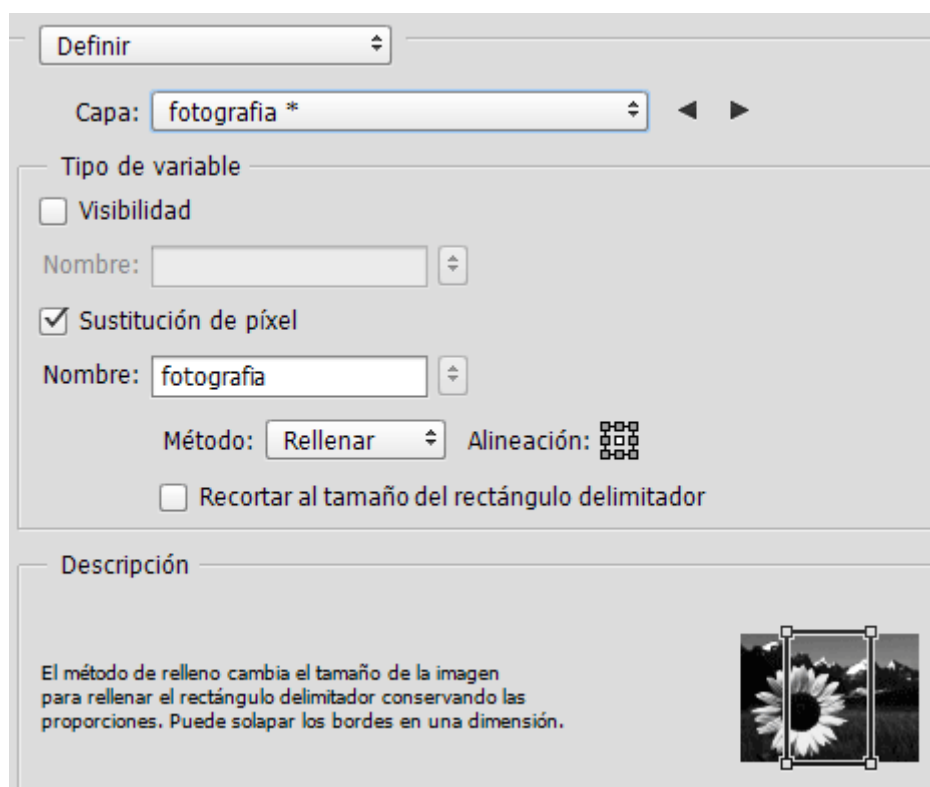 Definir
Capa: fotografia *
Tipo de variable
Visibilidad
Nombre:
Sustitución de píxel
Nombre: fotografia
Método: Rellenar Alineación:
Recortar al tamaño del rectángulo delimitador
Descripción
El método de relleno cambia el tamaño de la imagen
para rellenar el rectángulo delimitador conservando las
proporciones. Puede solapar los bordes en una dimensión.